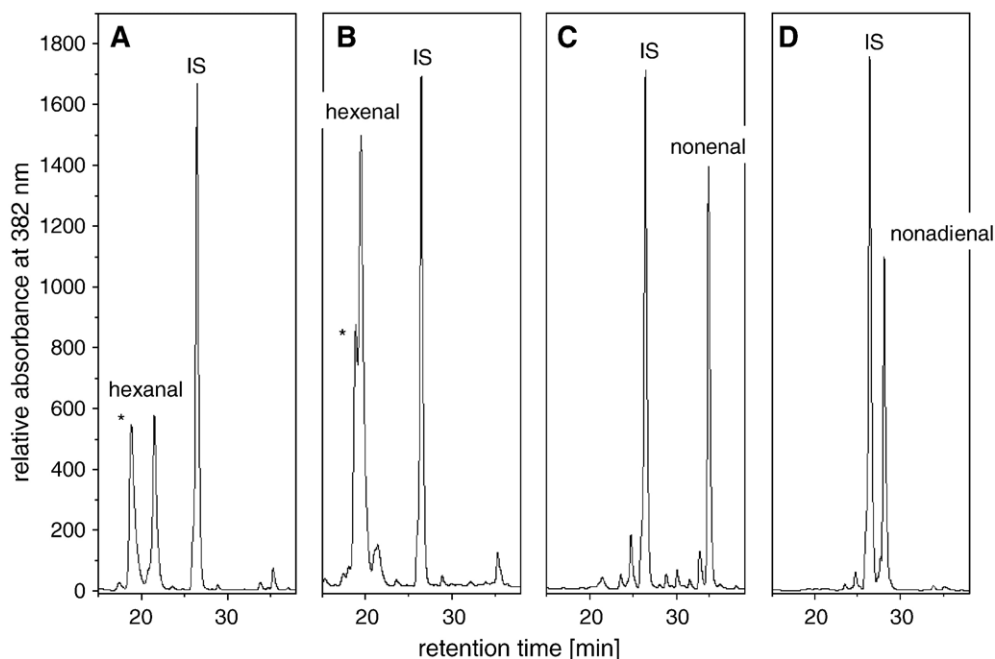 A B C D
IS
IS
IS
IS
hexenal
nonenal
nonadienal
*
hexanal
*
relative absorbance at 382 nm
1800
1600
1400
1200
1000
800
600
400
200
0
20 30 20 30 20 30 20 30
retention time [min]